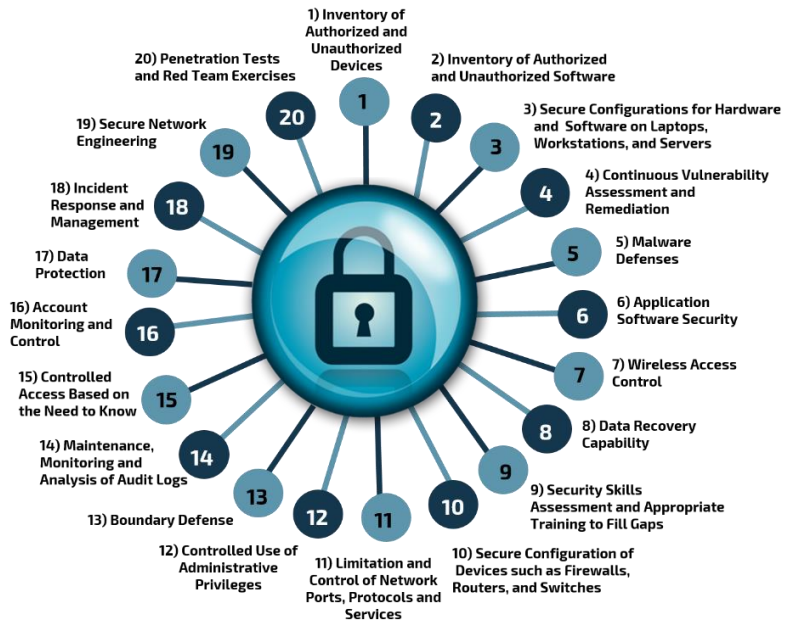 1) Inventory of
Authorized and
Unauthorized
Devices
1
2) Inventory of Authorized
and Unauthorized Software
2
3) Secure Configurations for Hardware
and Software on Laptops,
Workstations, and Servers
3
4) Continuous Vulnerability
Assessment and
Remediation
4
5) Malware
Defenses
5
6) Application
Software Security
6
7) Wireless Access
Control
7
8) Data Recovery
Capability
8
9) Security Skills
Assessment and Appropriate
Training to Fill Gaps
9
10) Secure Configuration of
Devices such as Firewalls,
Routers, and Switches
10
11) Limitation and
Control of Network
Ports, Protocols and
Services
11
12) Controlled Use of
Administrative
Privileges
12
13) Boundary Defense
13
14) Maintenance,
Monitoring and
Analysis of Audit Logs
14
15) Controlled
Access Based on
the Need to Know
15
16) Account
Monitoring and
Control
16
17) Data
Protection
17
18) Incident
Response and
Management
18
19) Secure Network
Engineering
19
20) Penetration Tests
and Red Team Exercises
20